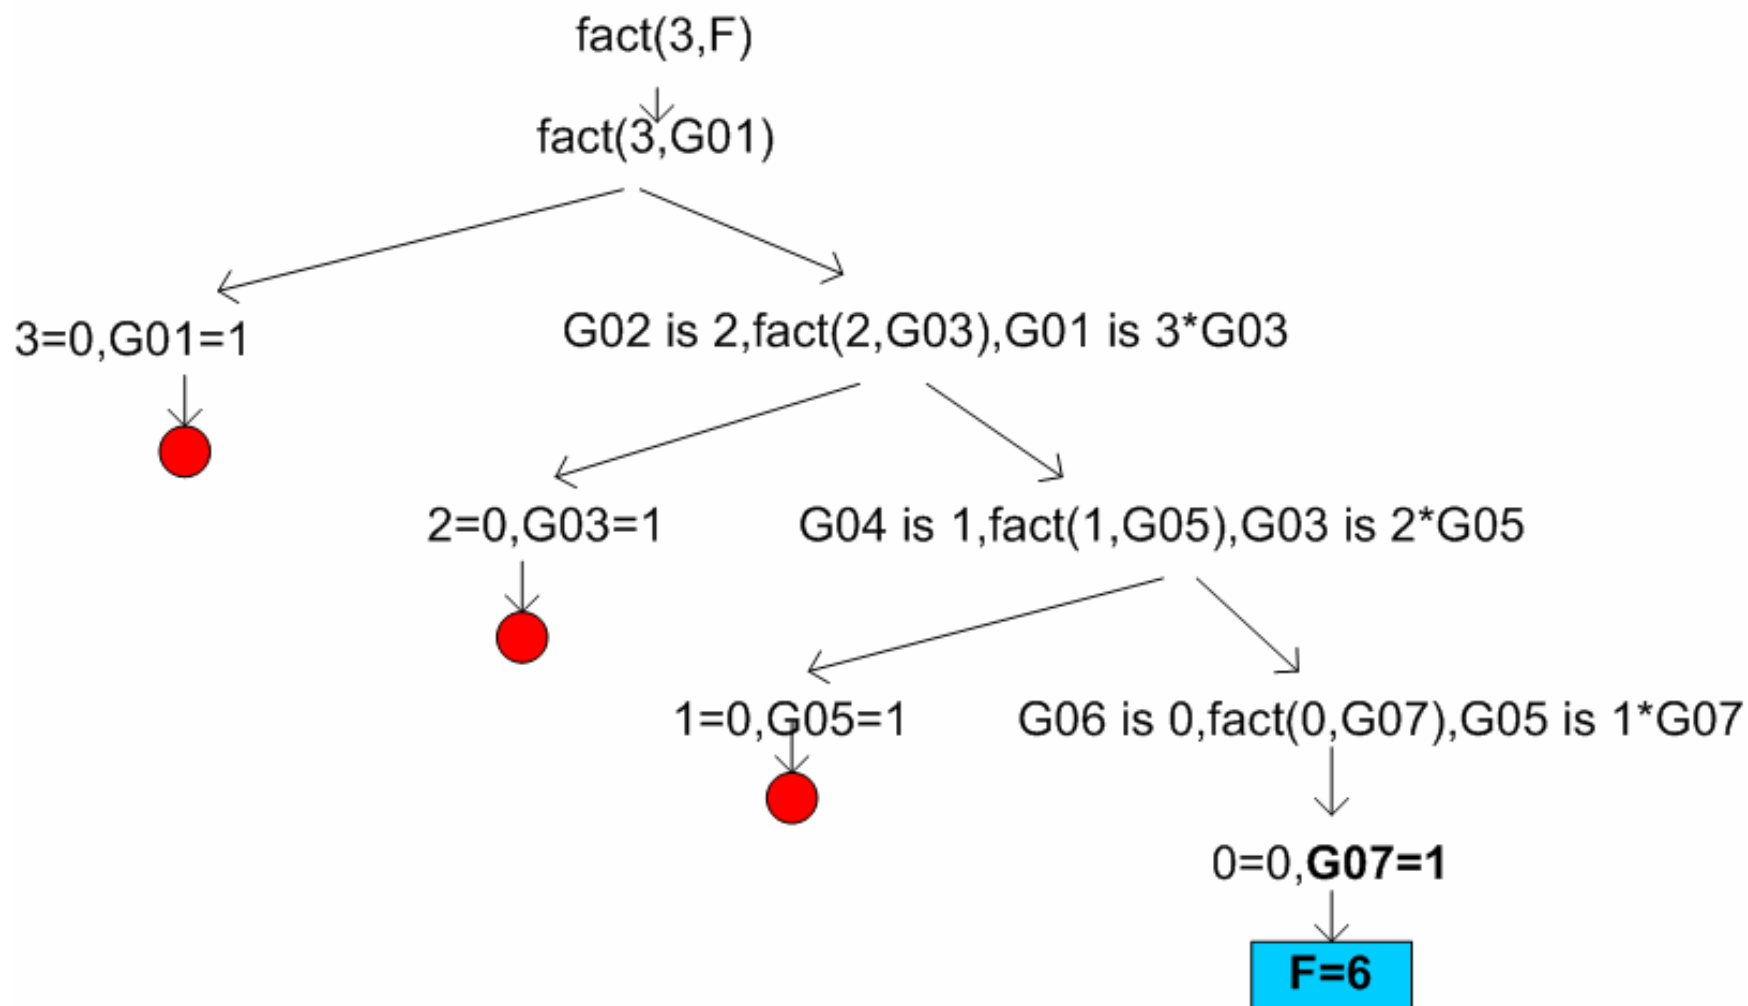 fact(3,F)
fact(3,G01)
3=0,G01=1
G02 is 2,fact(2,G03),G01 is 3*G03
2=0,G03=1
G04 is 1,fact(1,G05),G03 is 2*G05
1=0,G05=1
G06 is 0,fact(0,G07),G05 is 1*G07
0=0,G07=1
F=6